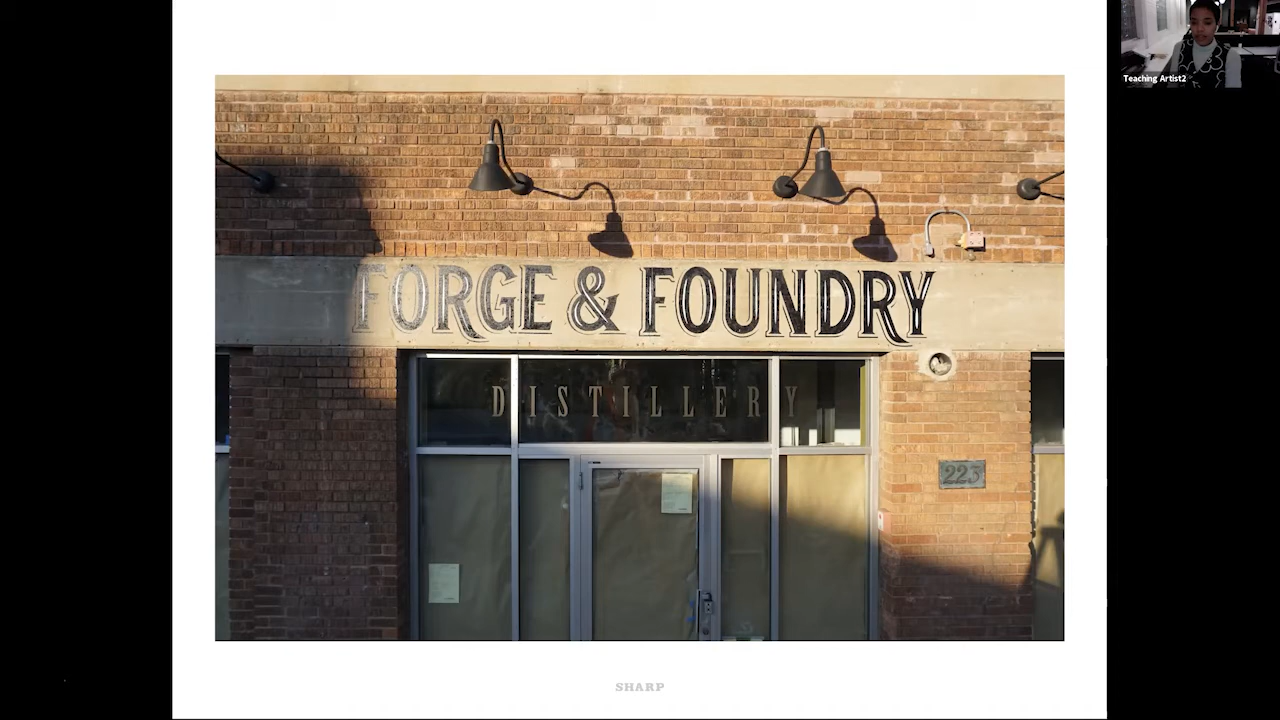 Teaching Artist2
FORGE & FOUNDRY
DISTILLERY
223
SHARP